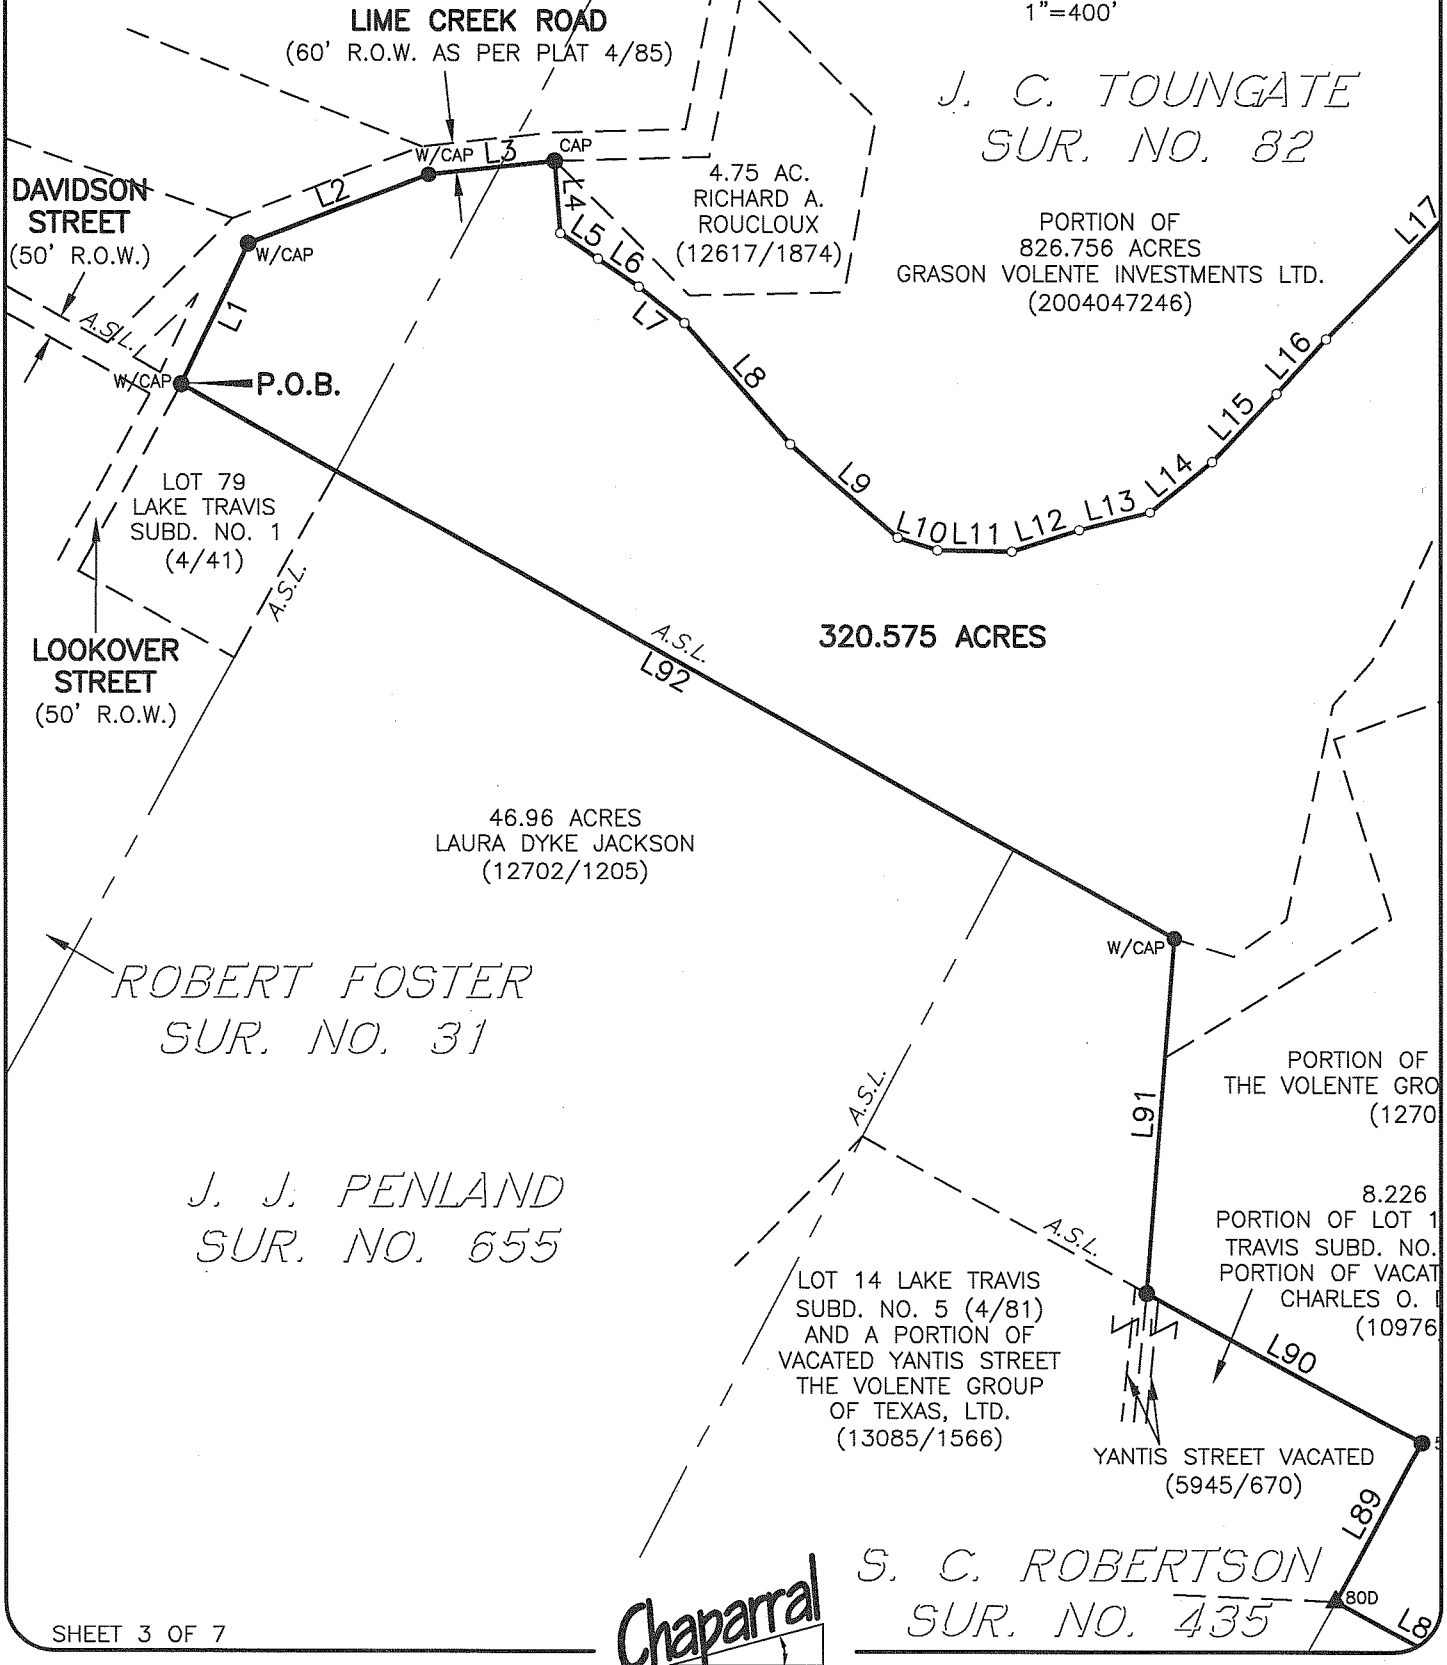 1"=400'
LIME CREEK ROAD
(60' R.O.W. AS PER PLAT 4/85)
J. C. TOUNGATE
SUR. NO. 82
W/CAP
L3
CAP
L2
L4
4.75 AC.
RICHARD A.
ROUCLOUX
(12617/1874)
DAVIDSON
STREET
(50' R.O.W.)
W/CAP
L5
L6
L7
PORTION OF
826.756 ACRES
GRASON VOLENTE INVESTMENTS LTD.
(2004047246)
L17
L1
A.S.L.
W/CAP
P.O.B.
L8
L16
L15
L9
L14
L10
L11
L12
L13
LOT 79
LAKE TRAVIS
SUBD. NO. 1
(4/41)
A.S.L.
LOOKOVER
STREET
(50' R.O.W.)
A.S.L.
L92
320.575 ACRES
46.96 ACRES
LAURA DYKE JACKSON
(12702/1205)
W/CAP
ROBERT FOSTER
SUR. NO. 31
PORTION OF
THE VOLENTE GRO
(1270
A.S.L.
L91
J. J. PENLAND
SUR. NO. 655
8.226
PORTION OF LOT 1
TRAVIS SUBD. NO.
PORTION OF VACAT
CHARLES O.
(10976
A.S.L.
LOT 14 LAKE TRAVIS
SUBD. NO. 5 (4/81)
AND A PORTION OF
VACATED YANTIS STREET
THE VOLENTE GROUP
OF TEXAS, LTD.
(13085/1566)
L90
YANTIS STREET VACATED
(5945/670)
L89
S. C. ROBERTSON
SUR. NO. 435
80D
L8
Chaparral
SHEET 3 OF 7